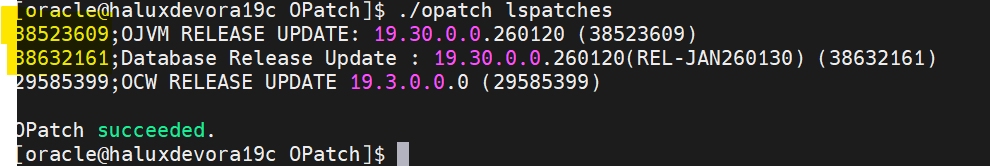 [oracle@haluxdevora19c OPatch]$ ./opatch lspatches
38523609;OJVM RELEASE UPDATE: 19.30.0.0.260120 (38523609)
38632161;Database Release Update : 19.30.0.0.260120(REL-JAN260130) (38632161)
29585399;OCW RELEASE UPDATE 19.3.0.0.0 (29585399)
OPatch succeeded.
[oracle@haluxdevora19c OPatch]$